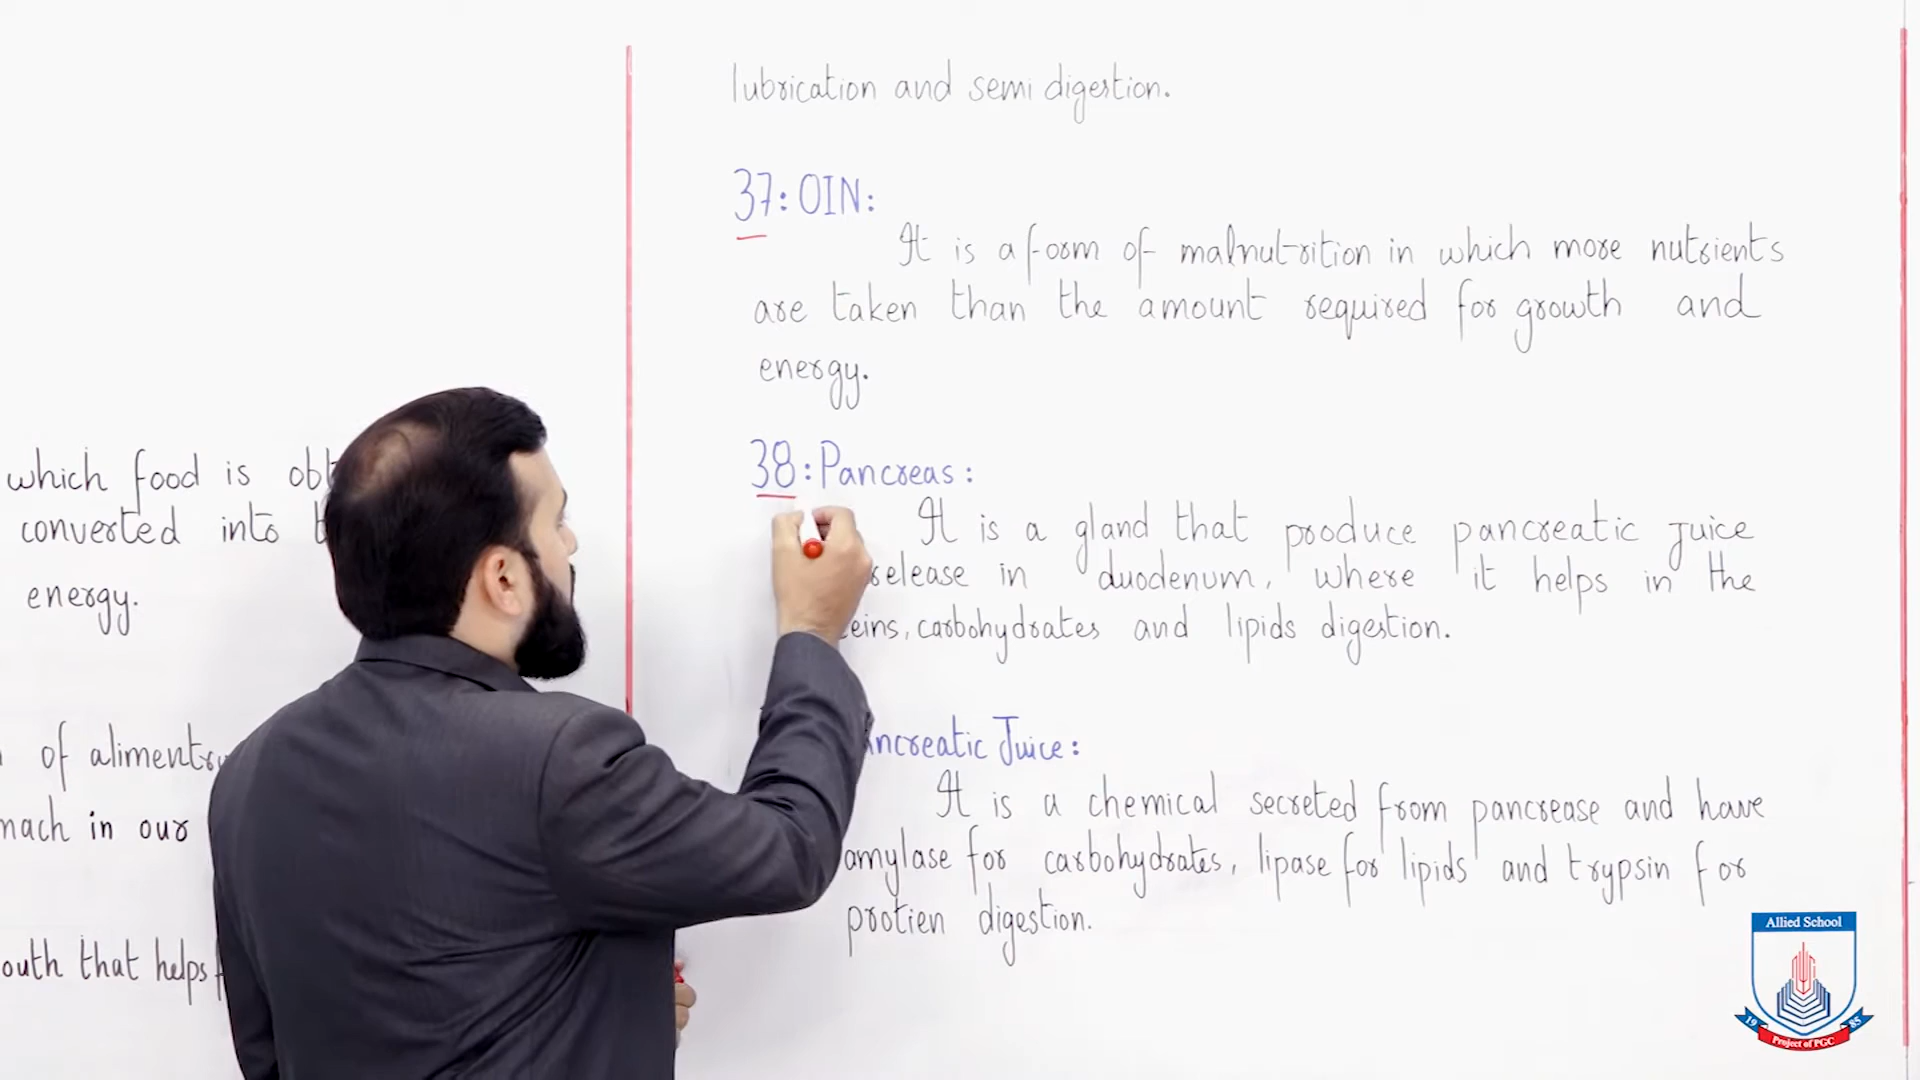 which food is
converted into
energy.
of
mach in our
outh that helps
lubrication and semi digestion.
37: OIN:
It is a form of malnutrition in which more nutrients
are taken than the amount required for growth and
energy.
38: Pancreas:
It is a gland that produce pancreatic Juice
release in duodenum, where it helps in the
eins, carbohydrates and lipids digestion.
ncreatic Juice:
It is a chemical secreted from pancrease and have
amylase for carbohydrates, lipase for lipids and trypsin for
protien digestion.
Allied School
19 85
Project of PGC